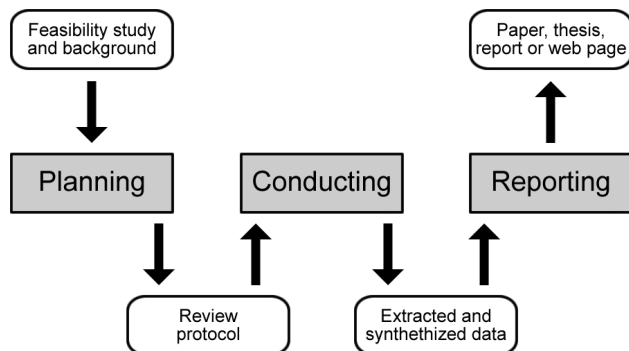 Feasibility study
and background
Paper, thesis,
report or web page
Planning
Conducting
Reporting
Review
protocol
Extracted and
synthethized data